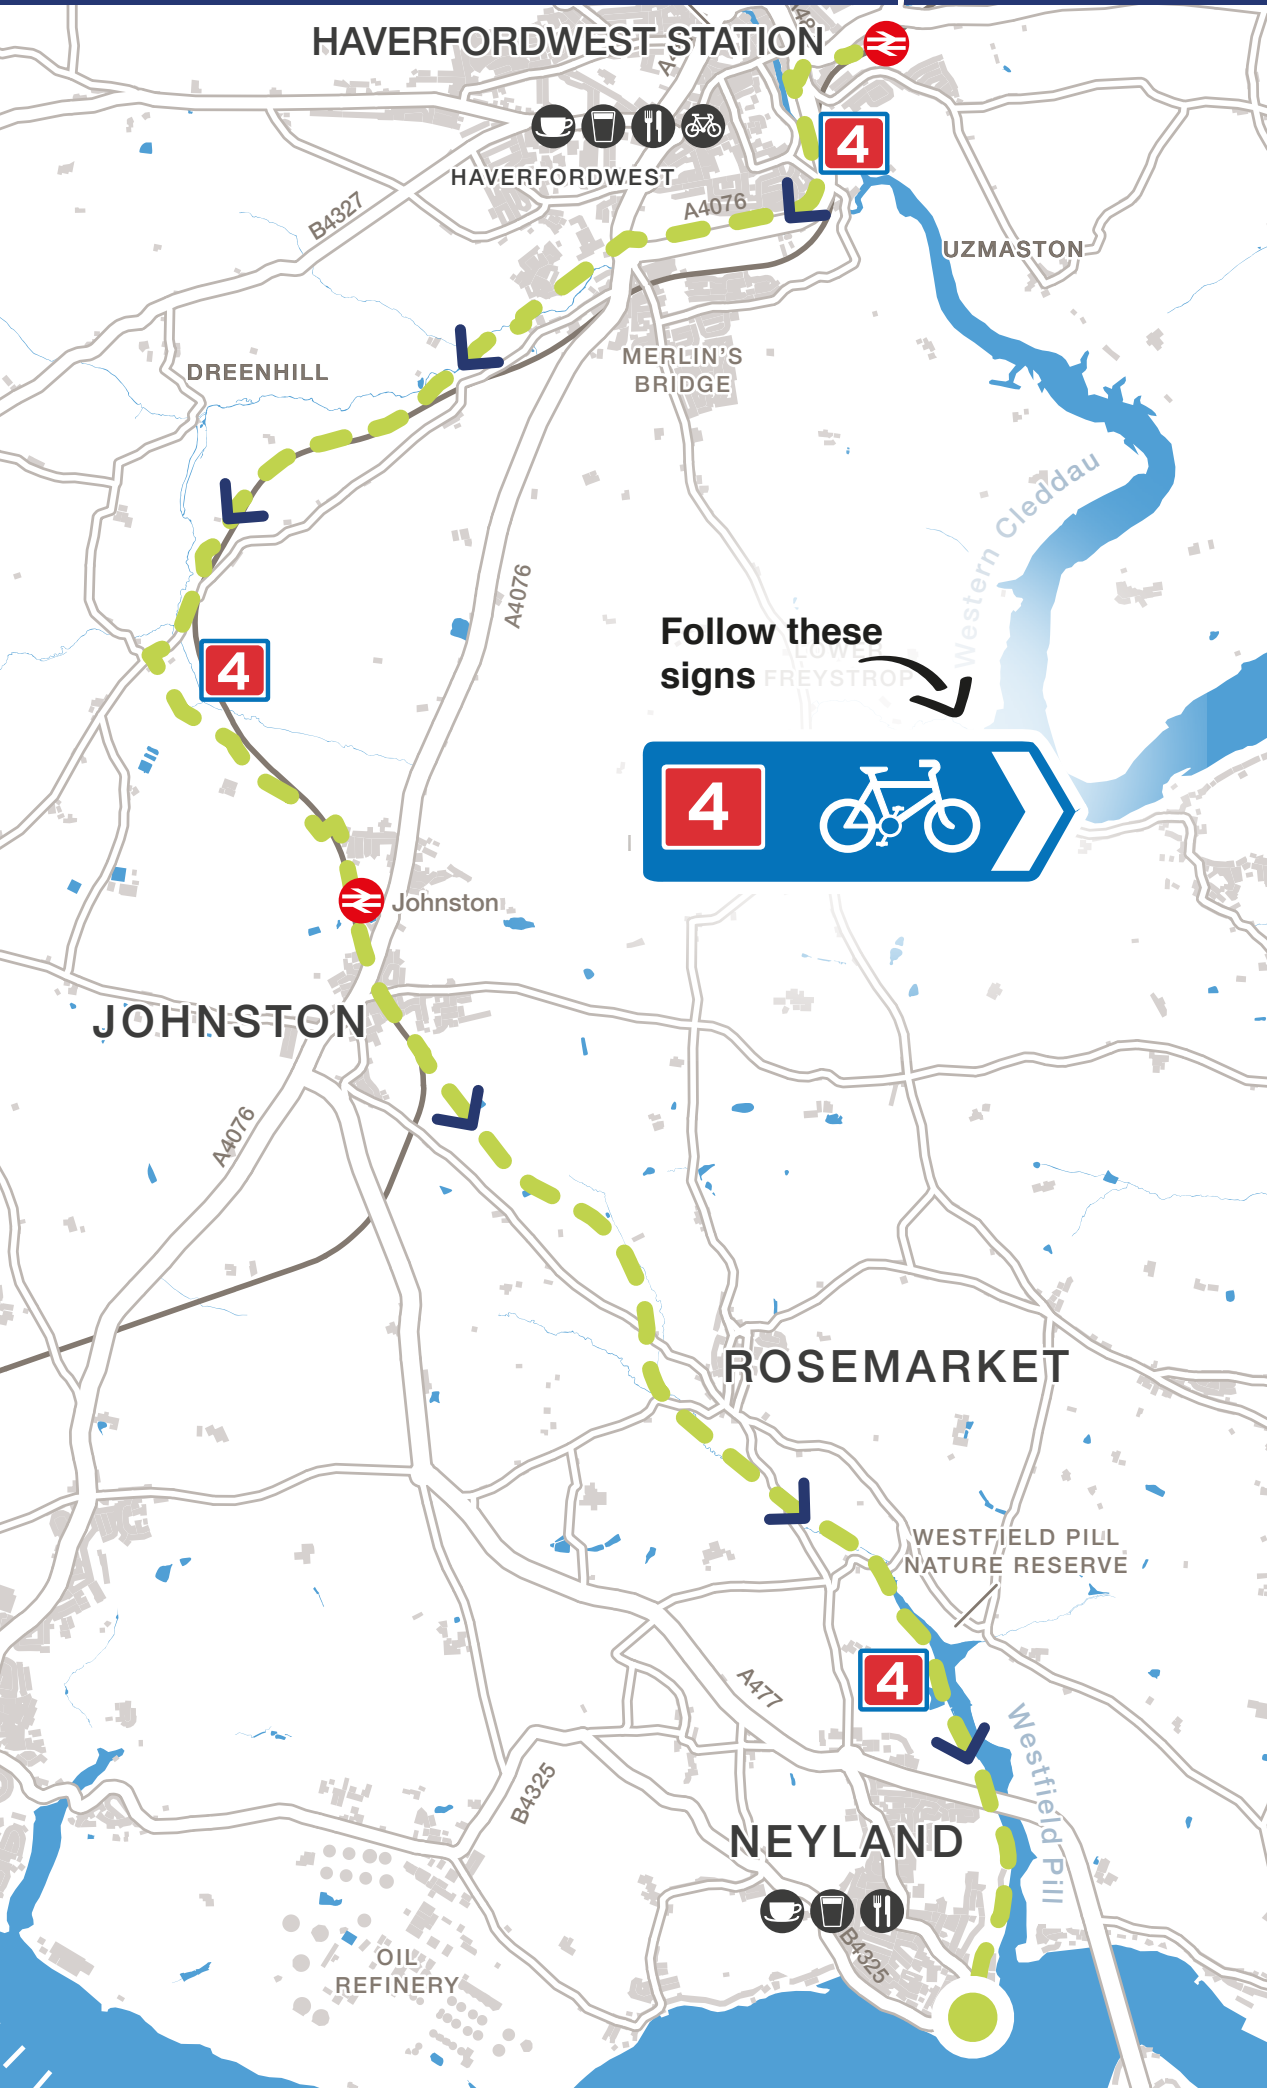 HAVERFORDWEST STATION
4
HAVERFORDWEST
A4076
B4327
UZMASTON
MERLIN'S
BRIDGE
DREENHILL
Western Cleddau
A4076
Follow these
signs
LOWER
FREYSTROP
4
4
Johnston
JOHNSTON
A4076
ROSEMARKET
WESTFIELD PILL
NATURE RESERVE
4
A477
Westfield Pill
B4325
NEYLAND
B4325
OIL
REFINERY